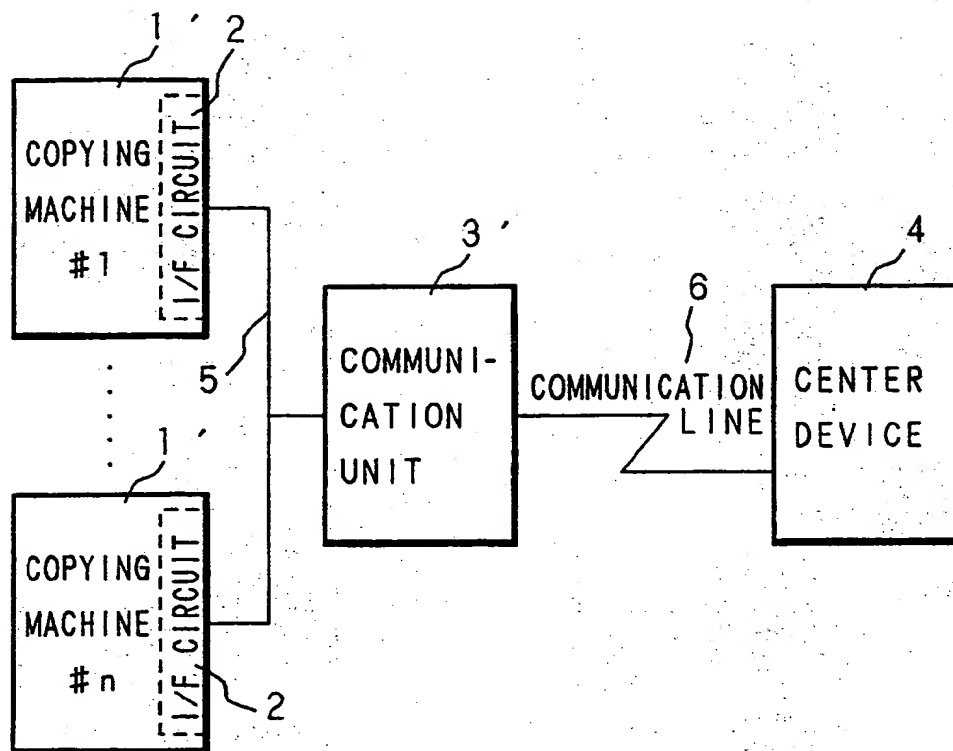 1'
2
COPYING
MACHINE
#1
I/F CIRCUIT
5
1'
COPYING
MACHINE
#n
I/F CIRCUIT
2
3'
COMMUNI-
CATION
UNIT
6
COMMUNICATION
LINE
4
CENTER
DEVICE